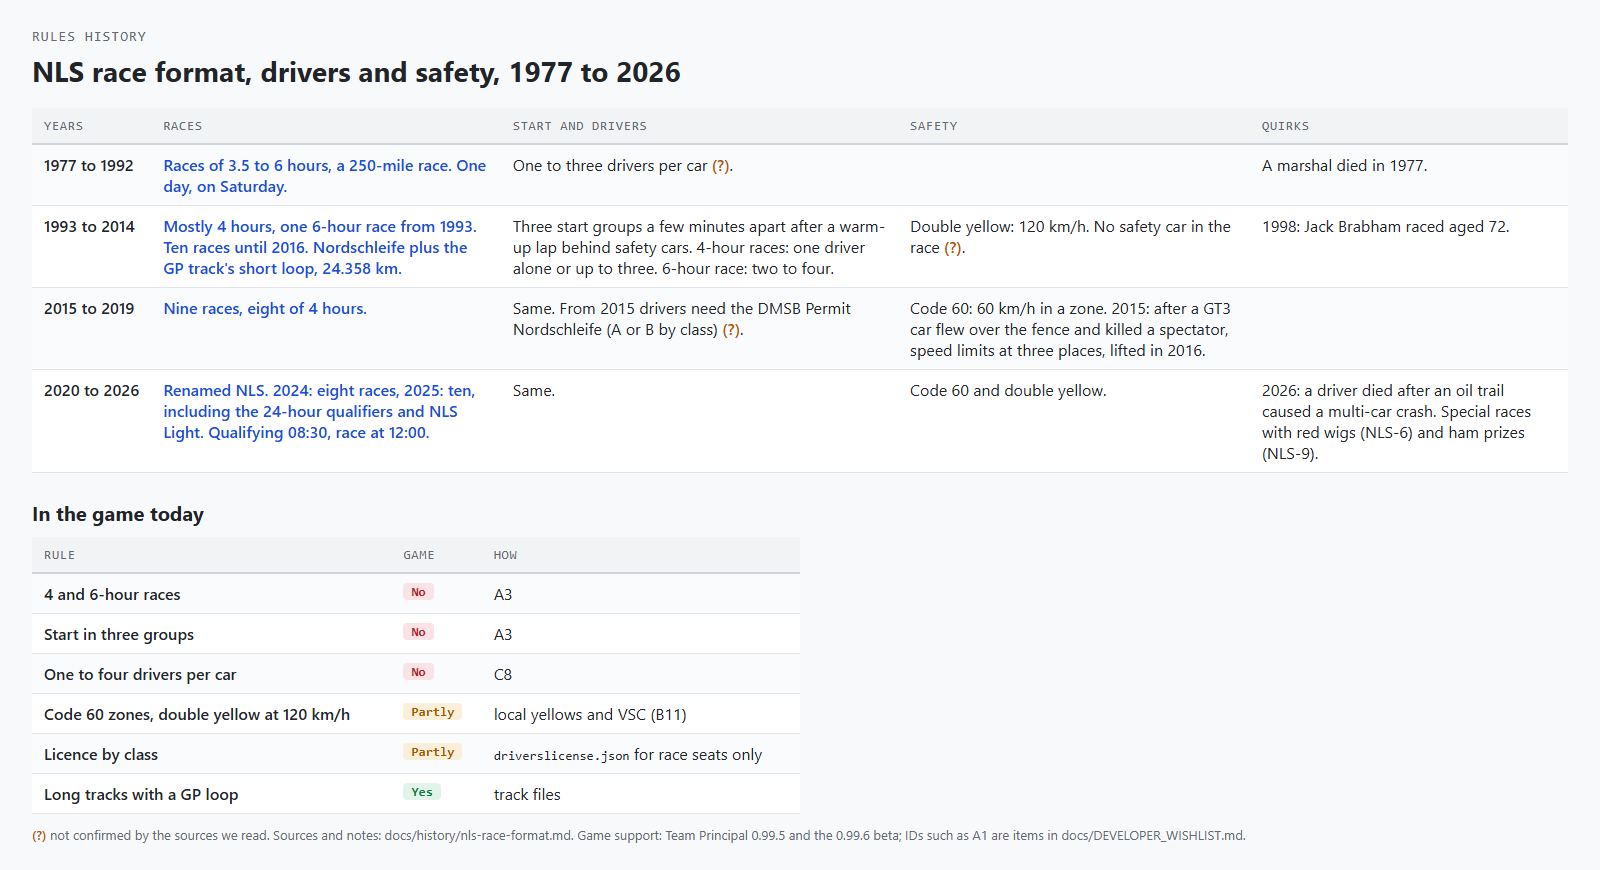 RULES HISTORY
NLS race format, drivers and safety, 1977 to 2026
YEARS RACES START AND DRIVERS SAFETY QUIRKS
1977 to 1992 Races of 3.5 to 6 hours, a 250-mile race. One One to three drivers per car (?). A marshal died in 1977.
day, on Saturday.
1993 to 2014 Mostly 4 hours, one 6-hour race from 1993. Three start groups a few minutes apart after a warm- Double yellow: 120 km/h. No safety car in the 1998: Jack Brabham raced aged 72.
Ten races until 2016. Nordschleife plus the up lap behind safety cars. 4-hour races: one driver race (?).
GP track's short loop, 24.358 km. alone or up to three. 6-hour race: two to four.
2015 to 2019 Nine races, eight of 4 hours. Same. From 2015 drivers need the DMSB Permit Code 60: 60 km/h in a zone. 2015: after a GT3
Nordschleife (A or B by class) (?). car flew over the fence and killed a spectator,
speed limits at three places, lifted in 2016.
2020 to 2026 Renamed NLS. 2024: eight races, 2025: ten, Same. Code 60 and double yellow. 2026: a driver died after an oil trail
including the 24-hour qualifiers and NLS caused a multi-car crash. Special races
Light. Qualifying 08:30, race at 12:00. with red wigs (NLS-6) and ham prizes
(NLS-9).
In the game today
RULE GAME HOW
4 and 6-hour races No A3
Start in three groups No A3
One to four drivers per car No C8
Code 60 zones, double yellow at 120 km/h Partly local yellows and VSC (B11)
Licence by class Partly driverslicense.json for race seats only
Long tracks with a GP loop Yes track files
(?) not confirmed by the sources we read. Sources and notes: docs/history/nls-race-format.md. Game support: Team Principal 0.99.5 and the 0.99.6 beta; IDs such as A1 are items in docs/DEVELOPER_WISHLIST.md.